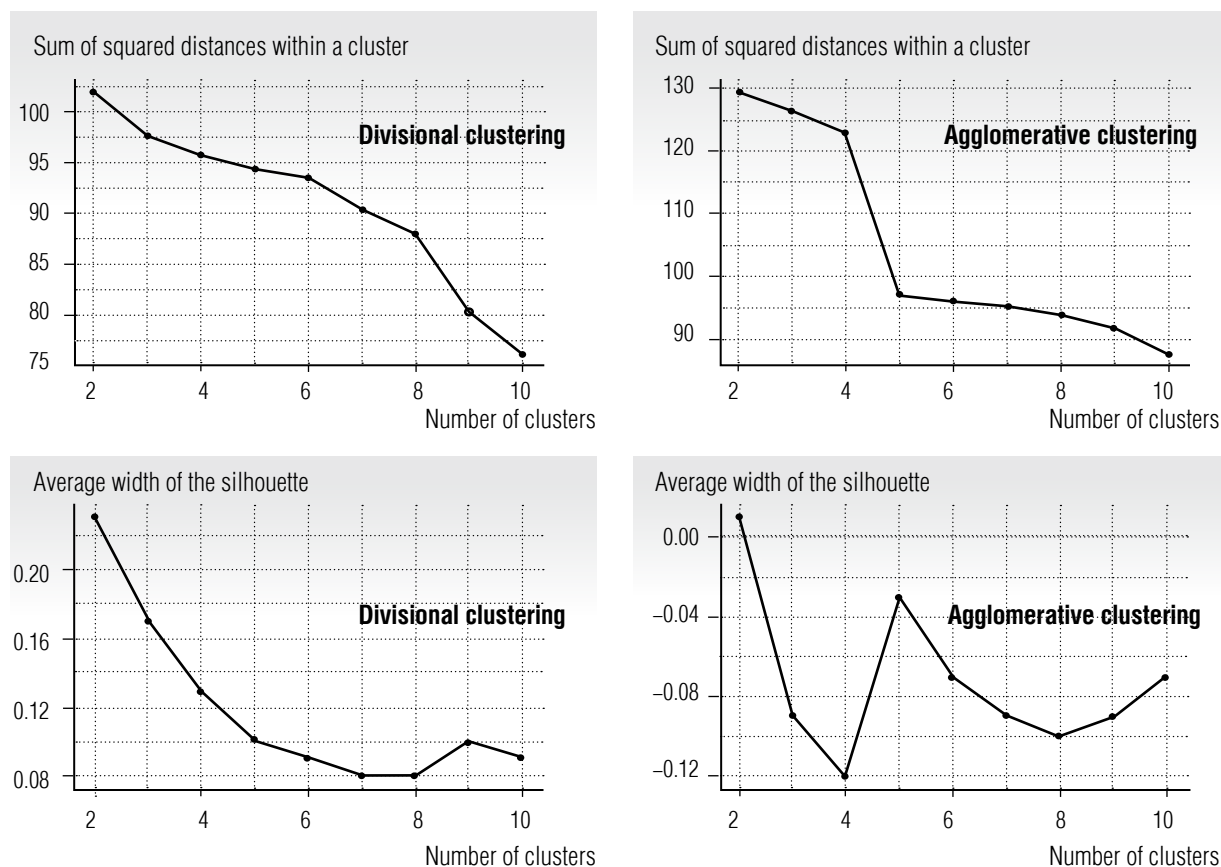 Sum of squared distances within a cluster
100
95
90
85
80
75
Divisional clustering
2 4 6 8 10
Number of clusters
Sum of squared distances within a cluster
130
120
110
100
90
Agglomerative clustering
2 4 6 8 10
Number of clusters
Average width of the silhouette
0.20
0.16
0.12
0.08
Divisional clustering
2 4 6 8 10
Number of clusters
Average width of the silhouette
0.00
–0.04
–0.08
–0.12
Agglomerative clustering
2 4 6 8 10
Number of clusters